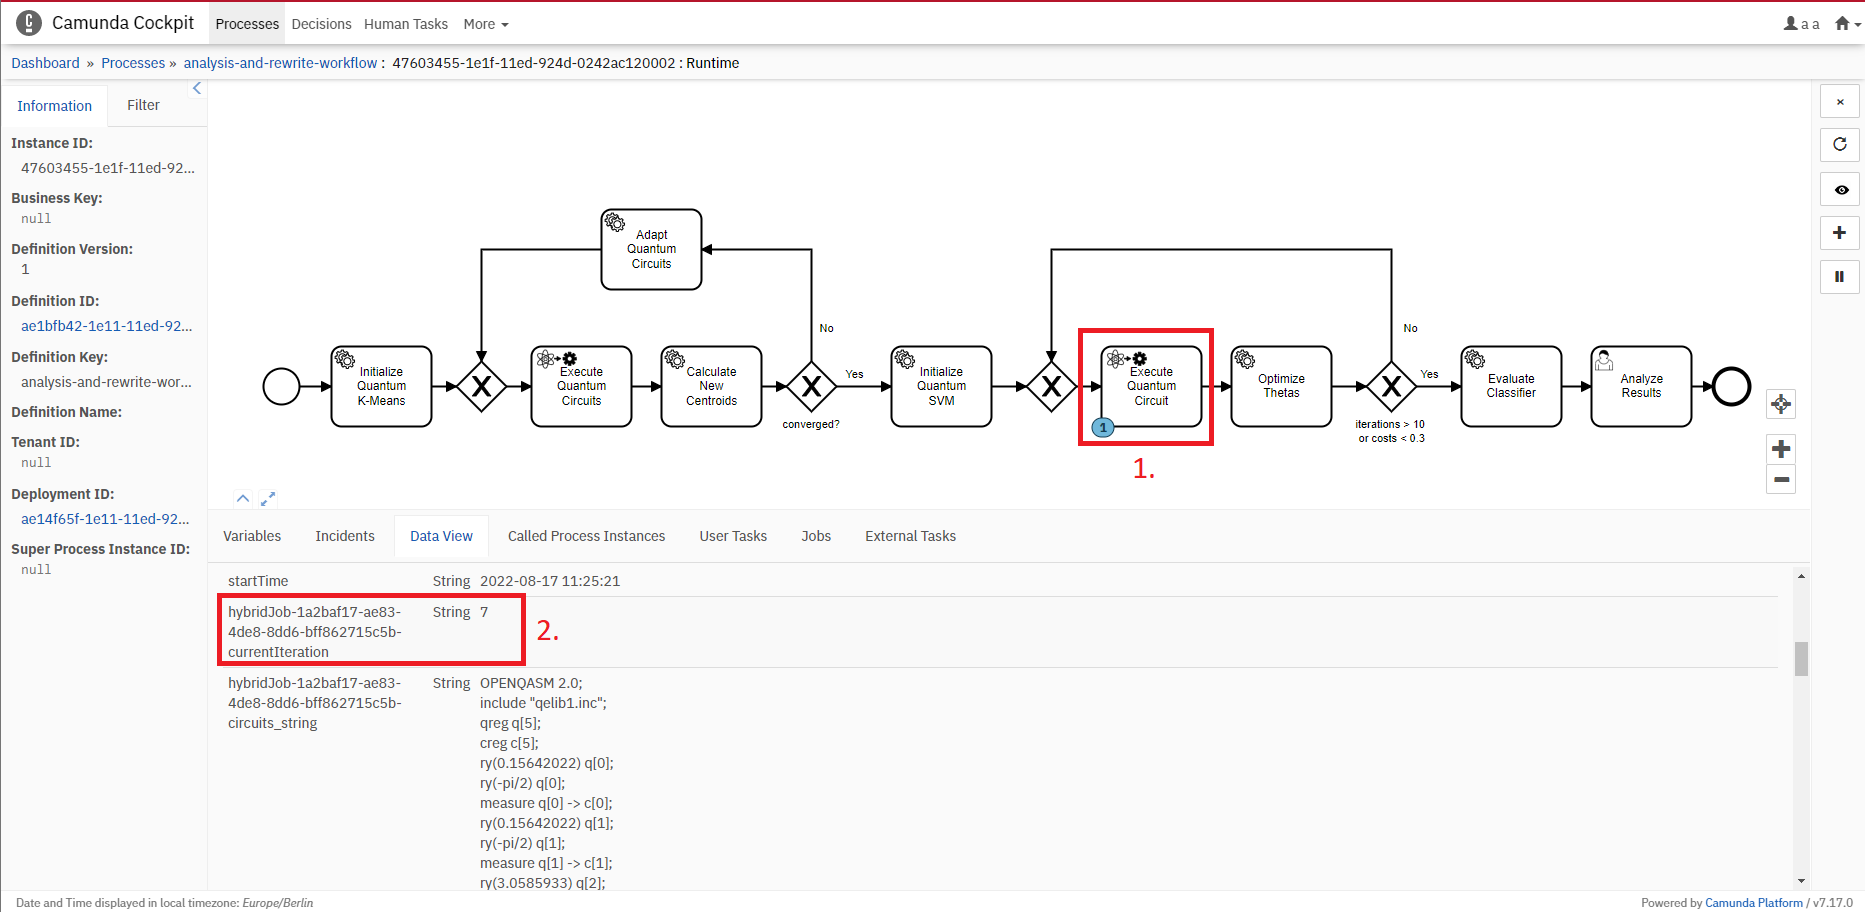 Camunda Cockpit Processes Decisions Human Tasks More a a
Dashboard » Processes » analysis-and-rewrite-workflow : 47603455-1e1f-11ed-924d-0242ac120002 : Runtime
Information Filter
Instance ID:
47603455-1e1f-11ed-92...
Business Key:
null
Definition Version:
1
Definition ID:
ae1bfb42-1e11-11ed-92...
Definition Key:
analysis-and-rewrite-wor...
Definition Name:
Tenant ID:
null
Deployment ID:
ae14f65f-1e11-11ed-92...
Super Process Instance ID:
null
Adapt
Quantum
Circuits
No
No
Initialize
Quantum
K-Means
X
Execute
Quantum
Circuits
Calculate
New
Centroids
X
converged?
Yes
Initialize
Quantum
SVM
X
Execute
Quantum
Circuit
1
1.
Optimize
Thetas
X
iterations > 10
or costs < 0.3
Yes
Evaluate
Classifier
Analyze
Results
Variables Incidents Data View Called Process Instances User Tasks Jobs External Tasks
startTime String 2022-08-17 11:25:21
hybridJob-1a2baf17-ae83- String 7
4de8-8dd6-bff862715c5b-
currentIteration
2.
hybridJob-1a2baf17-ae83- String OPENQASM 2.0;
4de8-8dd6-bff862715c5b- include "qelib1.inc";
circuits_string qreg q[5];
creg c[5];
ry(0.15642022) q[0];
ry(-pi/2) q[0];
measure q[0] -> c[0];
ry(0.15642022) q[1];
ry(-pi/2) q[1];
measure q[1] -> c[1];
ry(3.0585933) q[2];
Date and Time displayed in local timezone: Europe/Berlin Powered by Camunda Platform / v7.17.0